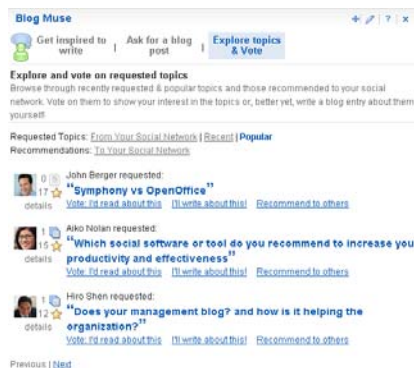 Blog Muse
Get inspired to write | Ask for a blog post | Explore topics & Vote
Explore and vote on requested topics
Browse through recently requested & popular topics and those recommended to your social
network. Vote on them to show your interest in the topics or, better yet, write a blog entry about them
yourself!
Requested Topics: From Your Social Network | Recent | Popular
Recommendations: To Your Social Network
John Berger requested:
0
17
"Symphony vs OpenOffice"
details
Vote: I'd read about this I'll write about this! Recommend to others
Aiko Nolan requested:
1
15
"Which social software or tool do you recommend to increase you
productivity and effectiveness"
details
Vote: I'd read about this I'll write about this! Recommend to others
Hiro Shen requested:
1
12
"Does your management blog? and how is it helping the
organization?"
details
Vote: I'd read about this I'll write about this! Recommend to others
Previous | Next